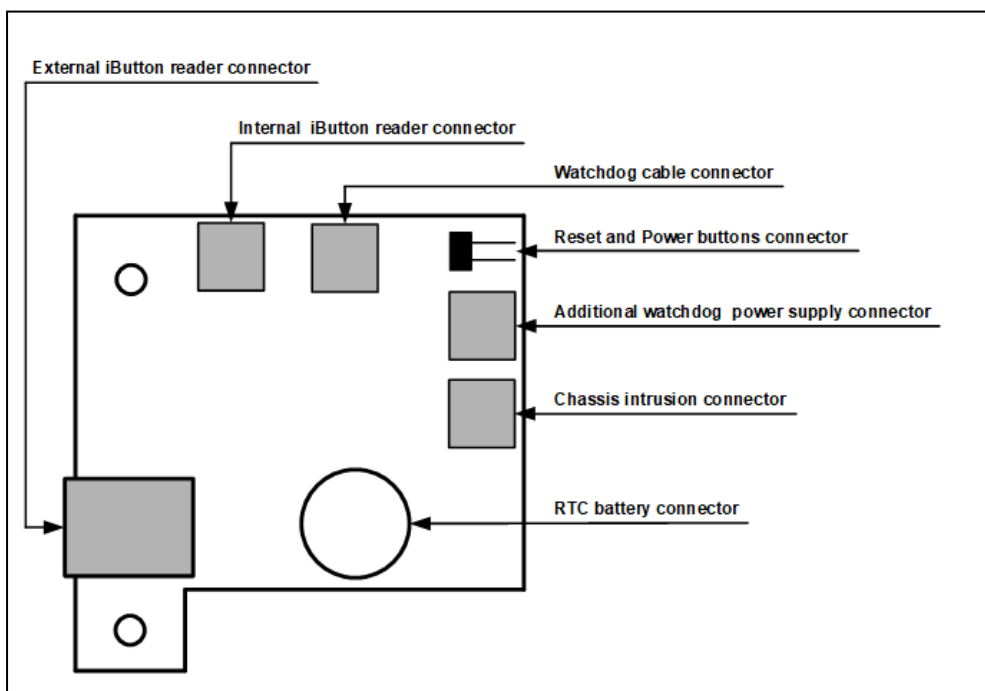 External iButton reader connector
Internal iButton reader connector
Watchdog cable connector
Reset and Power buttons connector
Additional watchdog power supply connector
Chassis intrusion connector
RTC battery connector